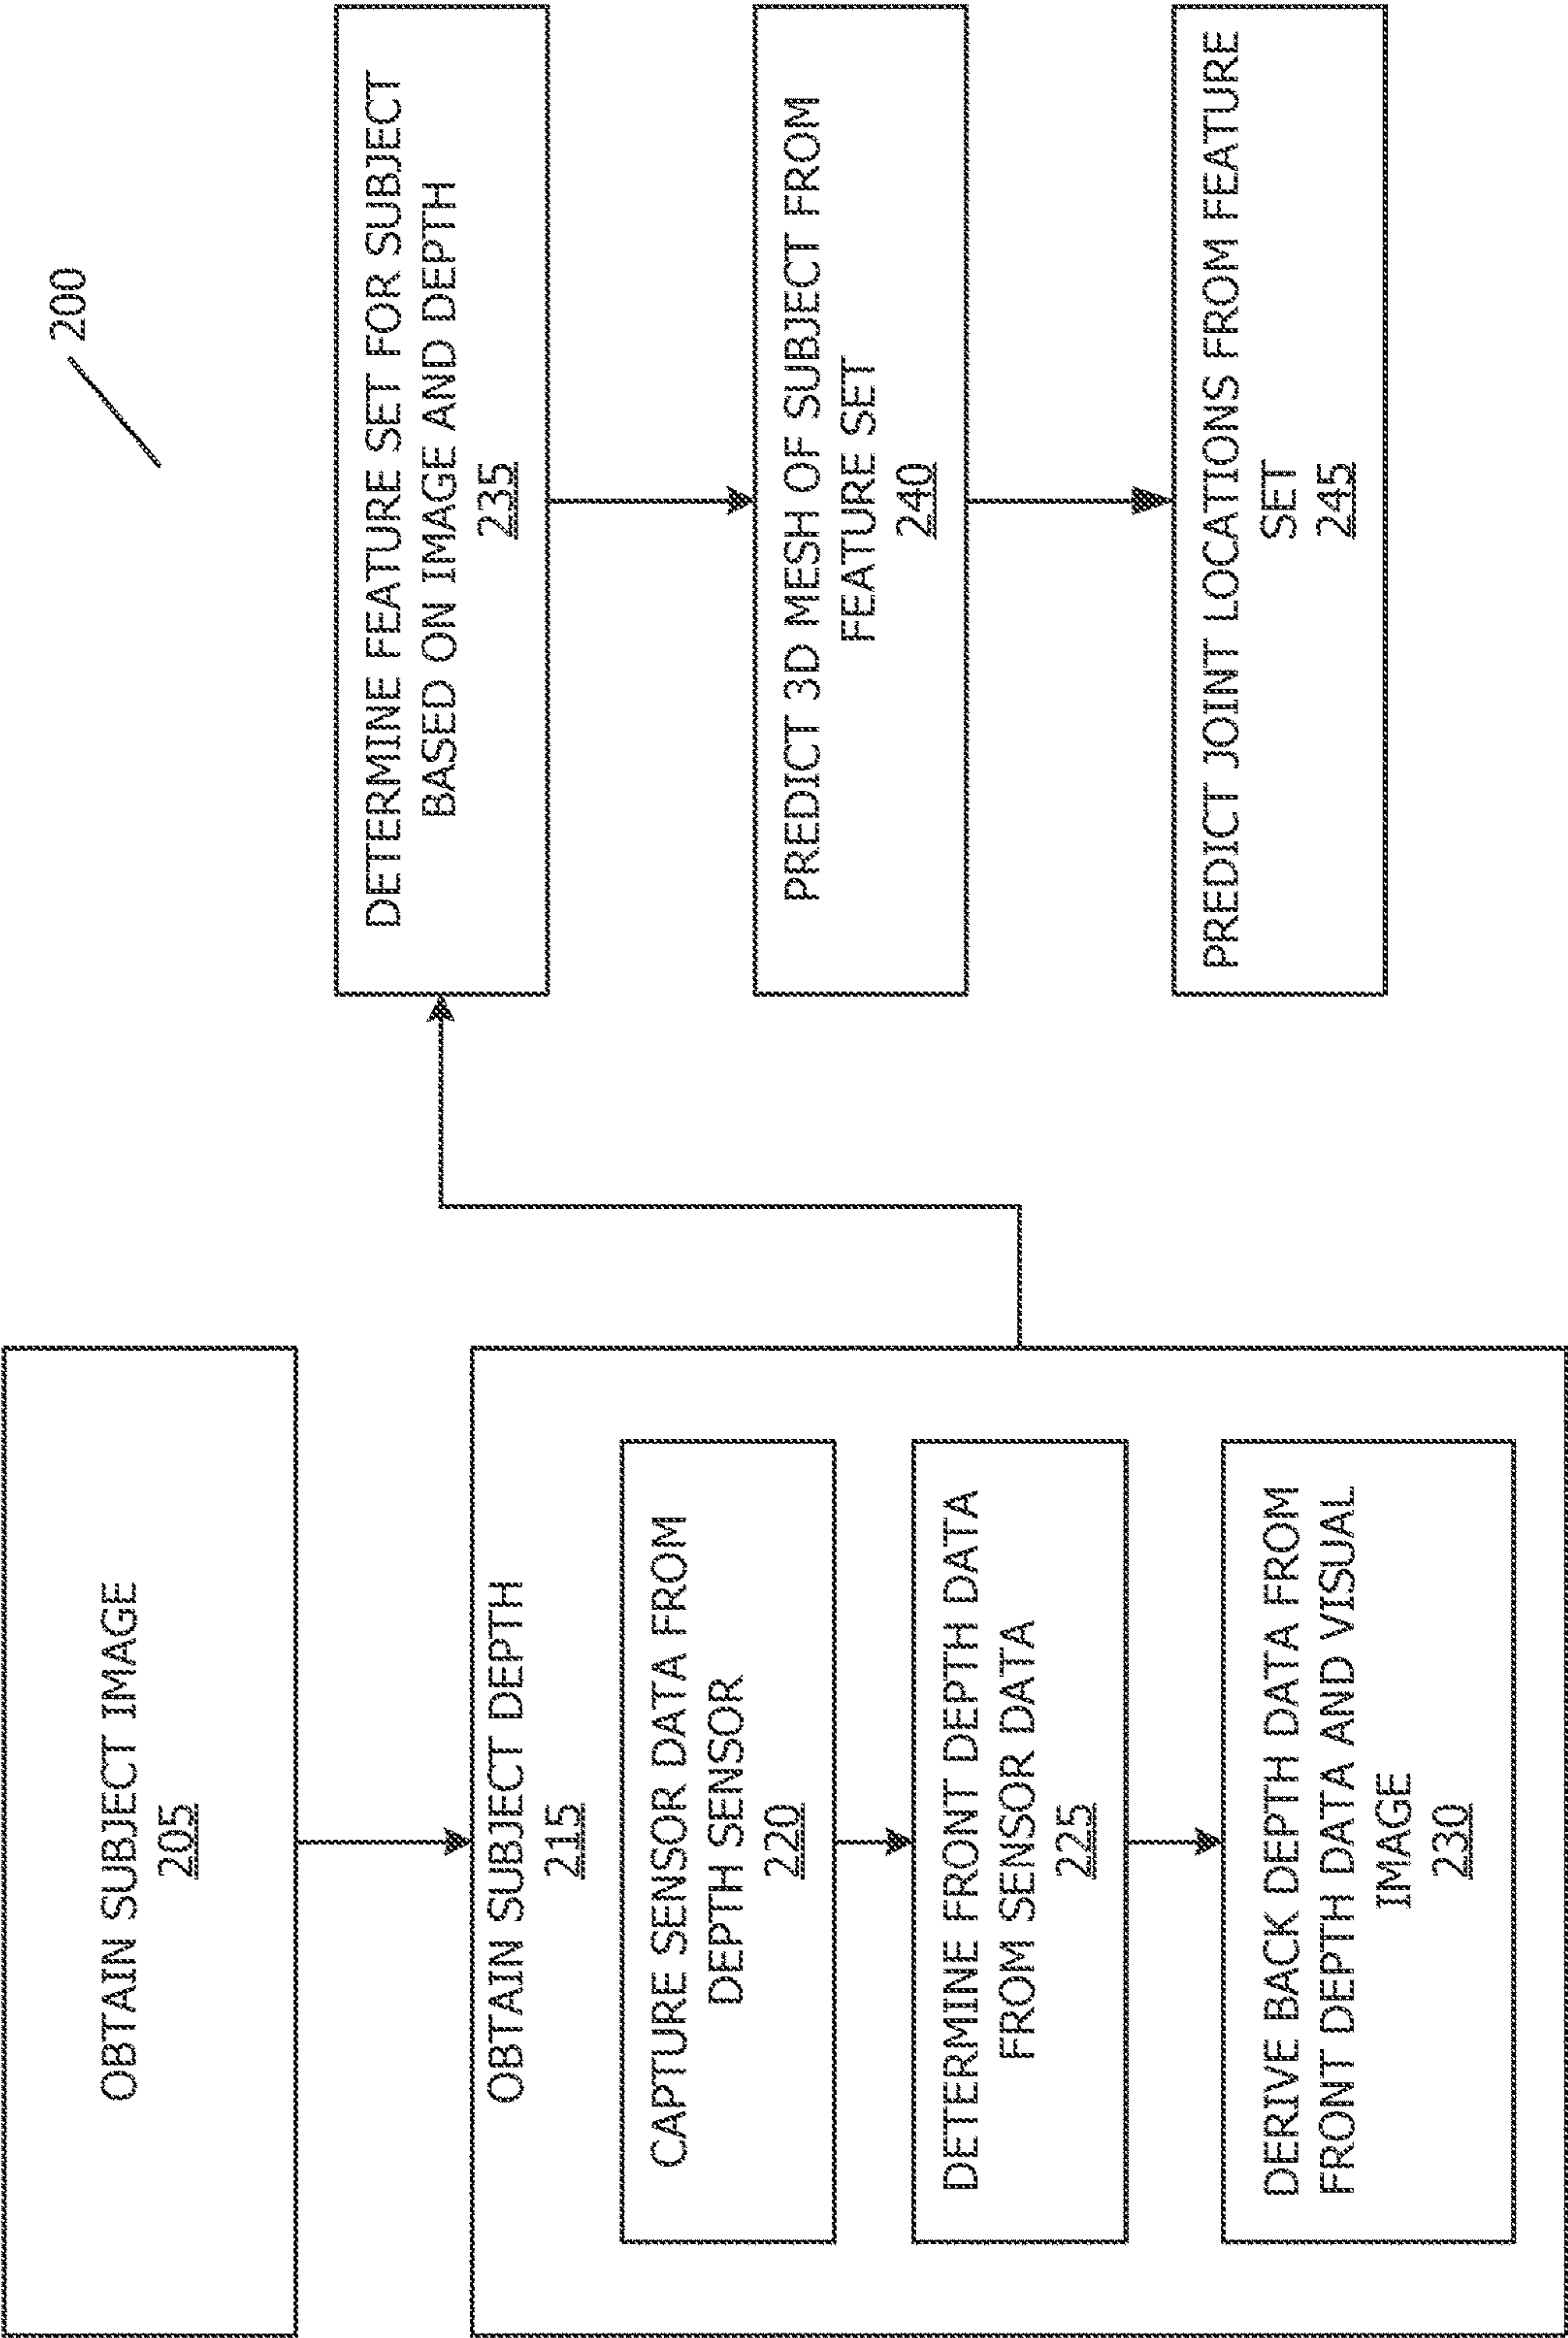 200
OBTAIN SUBJECT IMAGE
205
OBTAIN SUBJECT DEPTH
215
CAPTURE SENSOR DATA FROM
DEPTH SENSOR
220
DETERMINE FRONT DEPTH DATA
FROM SENSOR DATA
225
DERIVE BACK DEPTH DATA FROM
FRONT DEPTH DATA AND VISUAL
IMAGE
230
DETERMINE FEATURE SET FOR SUBJECT
BASED ON IMAGE AND DEPTH
235
PREDICT 3D MESH OF SUBJECT FROM
FEATURE SET
240
PREDICT JOINT LOCATIONS FROM FEATURE
SET
245